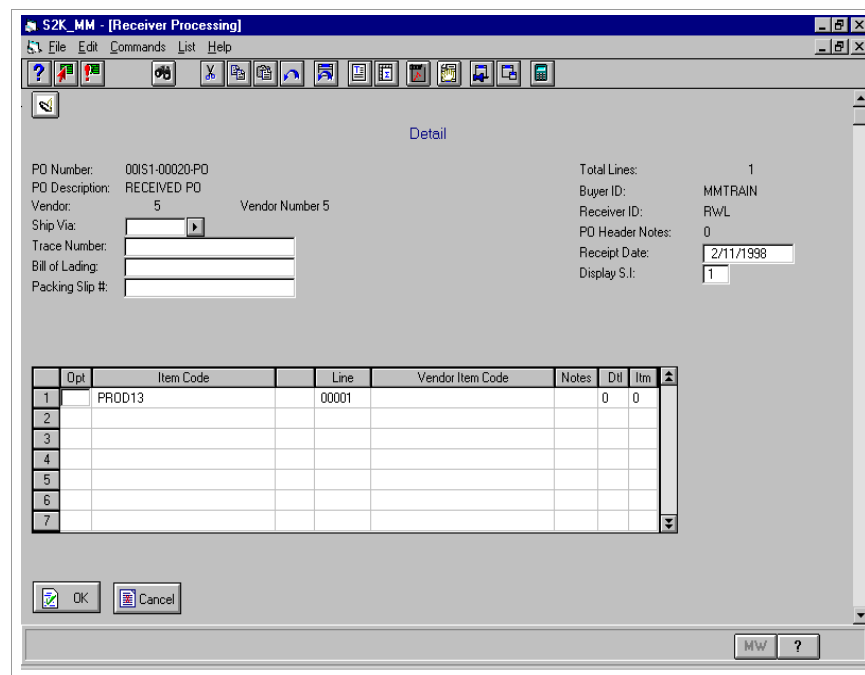 S2K_MM - [Receiver Processing]
File Edit Commands List Help
Detail
PO Number: 00IS1-00020-PO
PO Description: RECEIVED PO
Vendor: 5 Vendor Number 5
Ship Via:
Trace Number:
Bill of Lading:
Packing Slip #:
Total Lines: 1
Buyer ID: MMTRAIN
Receiver ID: RWL
PO Header Notes: 0
Receipt Date: 2/11/1998
Display S.I: 1
Opt Item Code Line Vendor Item Code Notes Dtl Itm
1 PROD13 00001 0 0
2
3
4
5
6
7
OK Cancel
MW ?